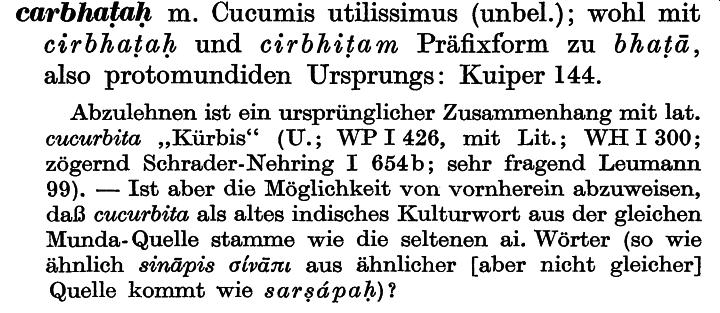 carbhaṭaḥ m. Cucumis utilissimus (unbel.); wohl mit
cirbhaṭaḥ und cirbhiṭam Präfixform zu bhaṭā,
also protomundiden Ursprungs: Kuiper 144.
Abzulehnen ist ein ursprünglicher Zusammenhang mit lat.
cucurbita „Kürbis“ (U.; WP I 426, mit Lit.; WH I 300;
zögernd Schrader-Nehring I 654b; sehr fragend Leumann
99). — Ist aber die Möglichkeit von vornherein abzuweisen,
daß cucurbita als altes indisches Kulturwort aus der gleichen
Munda-Quelle stamme wie die seltenen ai. Wörter (so wie
ähnlich sināpis σίνᾱπι aus ähnlicher [aber nicht gleicher]
Quelle kommt wie sarṣápaḥ)?